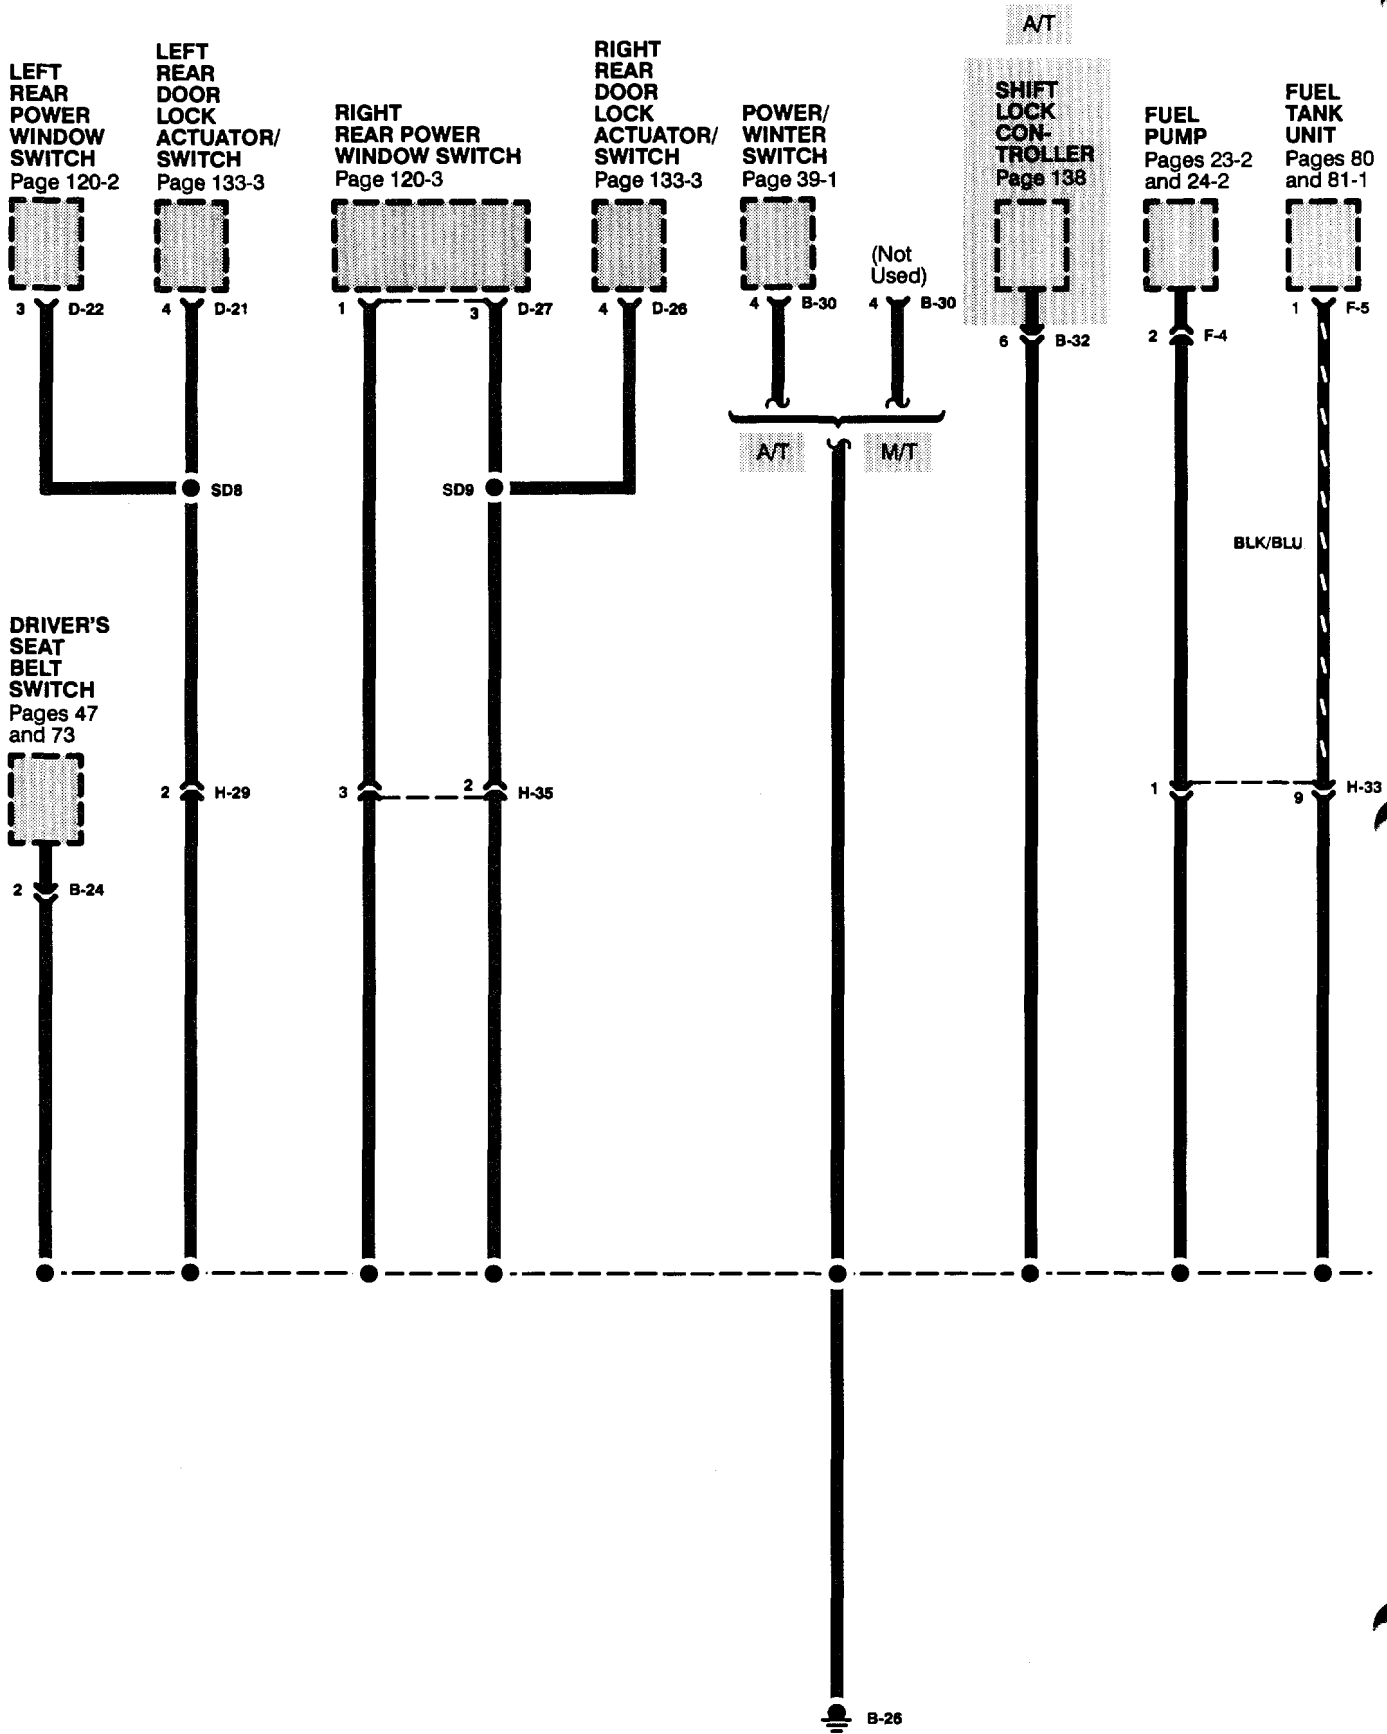 A/T
LEFT
REAR
POWER
WINDOW
SWITCH
Page 120-2
LEFT
REAR
DOOR
LOCK
ACTUATOR/
SWITCH
Page 133-3
RIGHT
REAR POWER
WINDOW SWITCH
Page 120-3
RIGHT
REAR
DOOR
LOCK
ACTUATOR/
SWITCH
Page 133-3
POWER/
WINTER
SWITCH
Page 39-1
(Not
Used)
SHIFT
LOCK
CON-
TROLLER
Page 138
FUEL
PUMP
Pages 23-2
and 24-2
FUEL
TANK
UNIT
Pages 80
and 81-1
3 D-22
4 D-21
1
3 D-27
4 D-26
4 B-30
4 B-30
6 B-32
2 F-4
1 F-5
A/T
M/T
SD8
SD9
BLK/BLU
DRIVER'S
SEAT
BELT
SWITCH
Pages 47
and 73
2 H-29
3
2 H-35
1
9 H-33
2 B-24
B-26